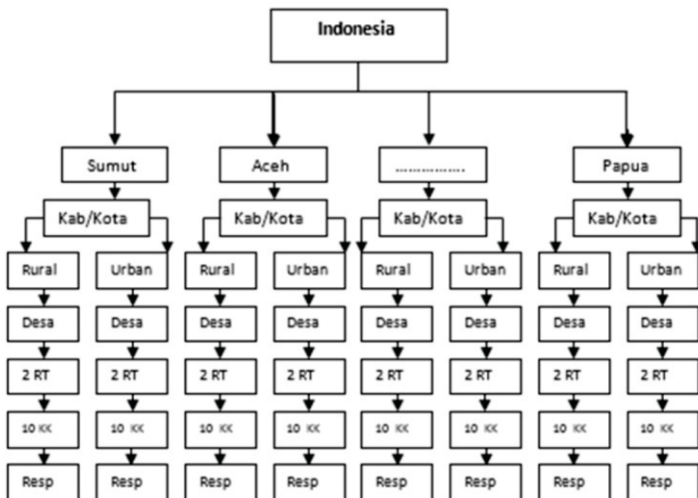 Indonesia
Sumut Aceh ................ Papua
Kab/Kota Kab/Kota Kab/Kota Kab/Kota
Rural Urban Rural Urban Rural Urban Rural Urban
Desa Desa Desa Desa Desa Desa Desa Desa
2 RT 2 RT 2 RT 2 RT 2 RT 2 RT 2 RT 2 RT
10 KK 10 KK 10 KK 10 KK 10 KK 10 KK 10 KK 10 KK
Resp Resp Resp Resp Resp Resp Resp Resp